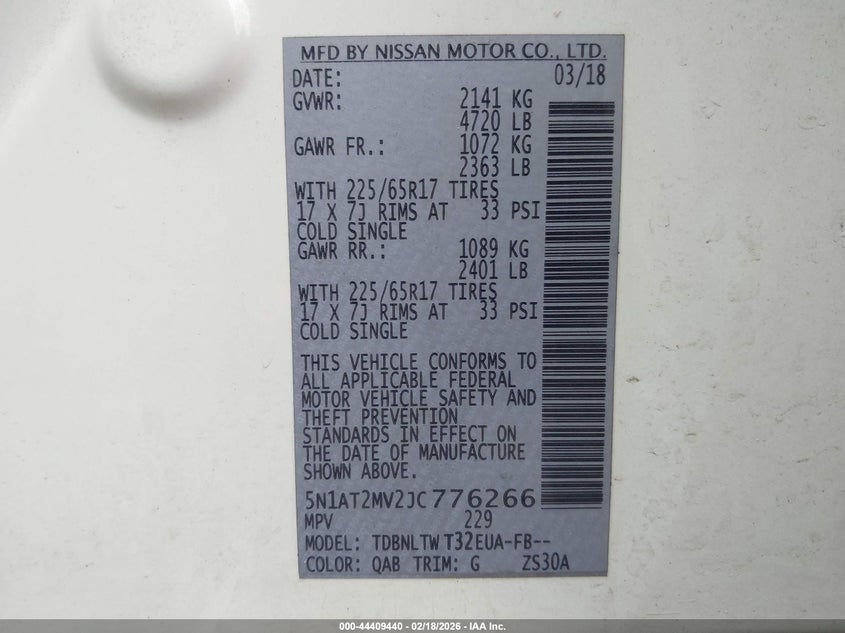 MFD BY NISSAN MOTOR CO., LTD.
DATE: 03/18
GVWR: 2141 KG
4720 LB
GAWR FR.: 1072 KG
2363 LB
WITH 225/65R17 TIRES
17 X 7J RIMS AT 33 PSI
COLD SINGLE
GAWR RR.: 1089 KG
2401 LB
WITH 225/65R17 TIRES
17 X 7J RIMS AT 33 PSI
COLD SINGLE
THIS VEHICLE CONFORMS TO
ALL APPLICABLE FEDERAL
MOTOR VEHICLE SAFETY AND
THEFT PREVENTION
STANDARDS IN EFFECT ON
THE DATE OF MANUFACTURE
SHOWN ABOVE.
5N1AT2MV2JC776266
MPV 229
MODEL: TDBNLTW T32EUA-FB--
COLOR: QAB TRIM: G ZS30A
000-44409440 - 02/18/2026 - IAA Inc.